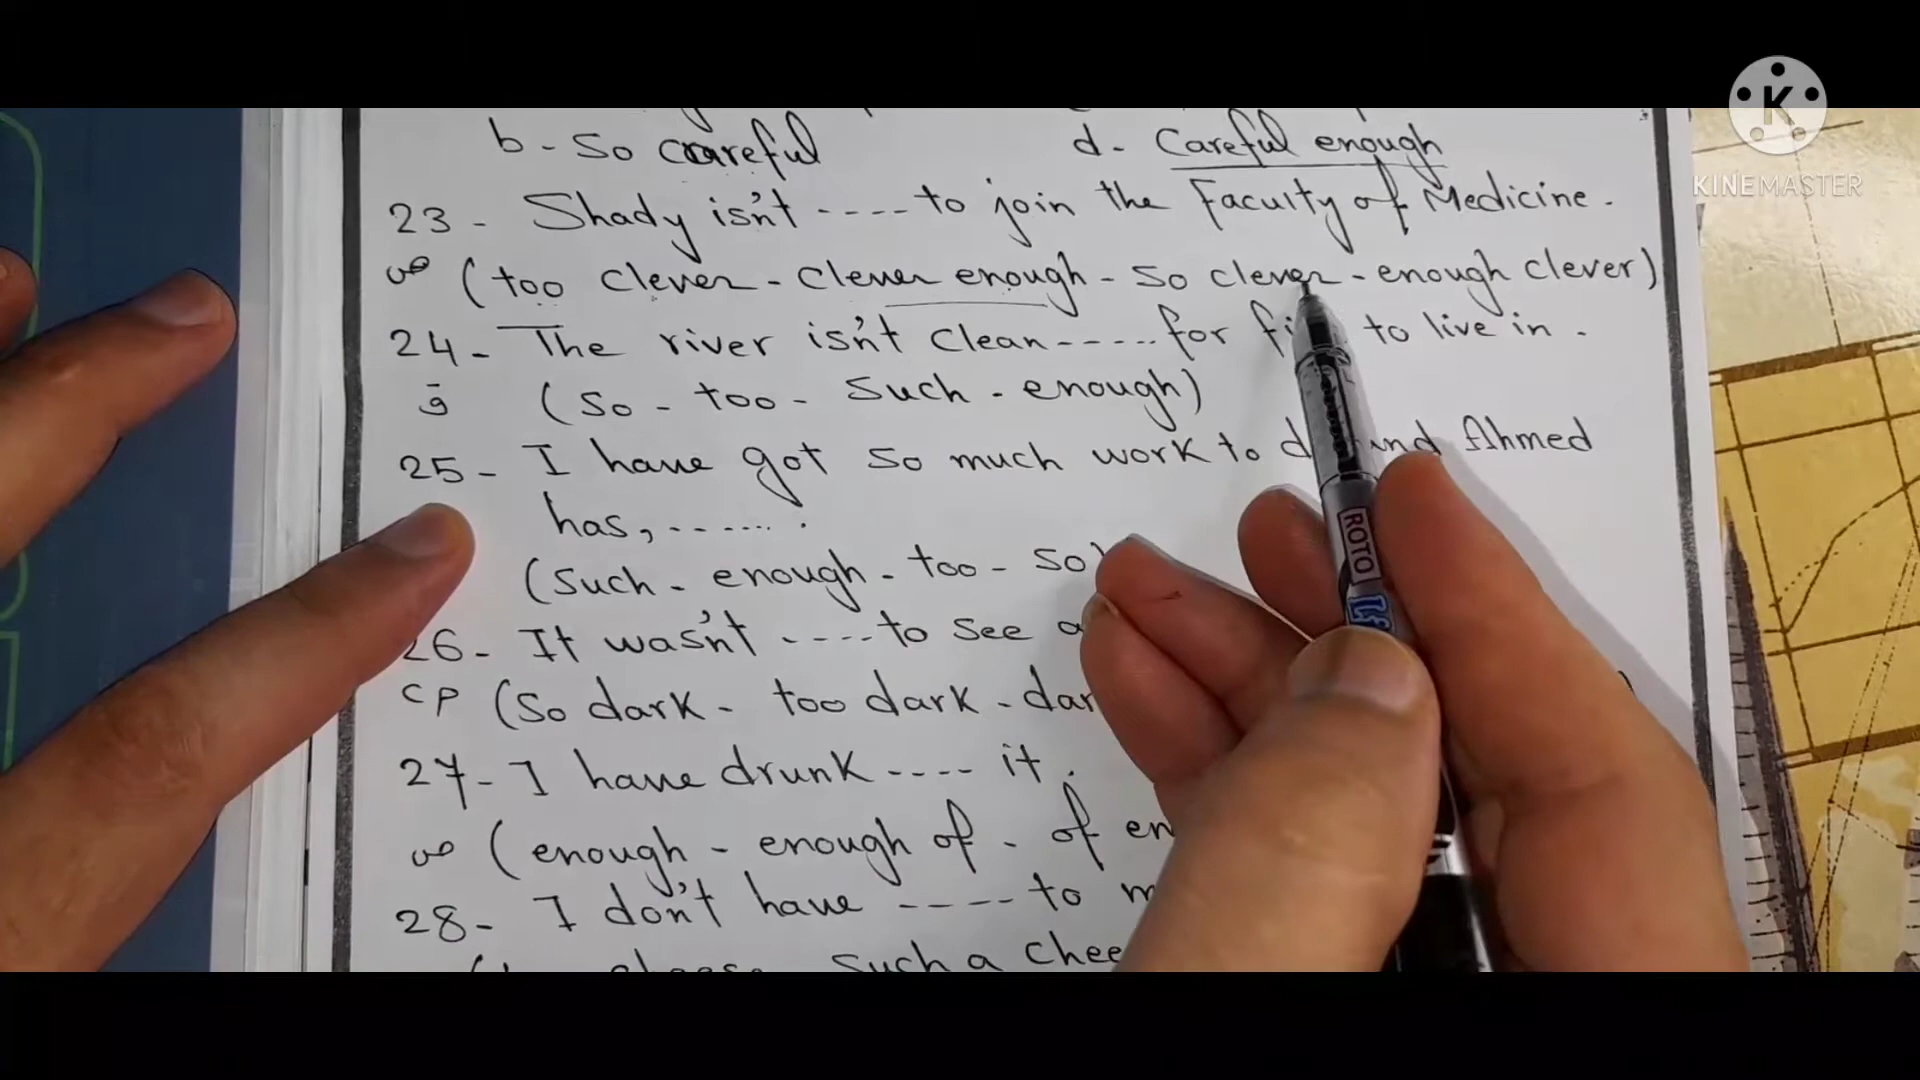 b - so careful d - Careful enough
23 - Shady isn't ---- to join the Faculty of Medicine.
(too clever - clever enough - so clever - enough clever)
24 - The river isn't clean ----- for to live in.
(so - too - such - enough)
25 - I have got so much work to and Ahmed
has, ------ .
(such - enough - too - so)
26 - It wasn't ---- to see
CP (so dark - too dark -
27 - I have drunk ---- it.
(enough - enough of - of
28 - I don't have ---- to
such a
K
KINEMASTER
ROTO